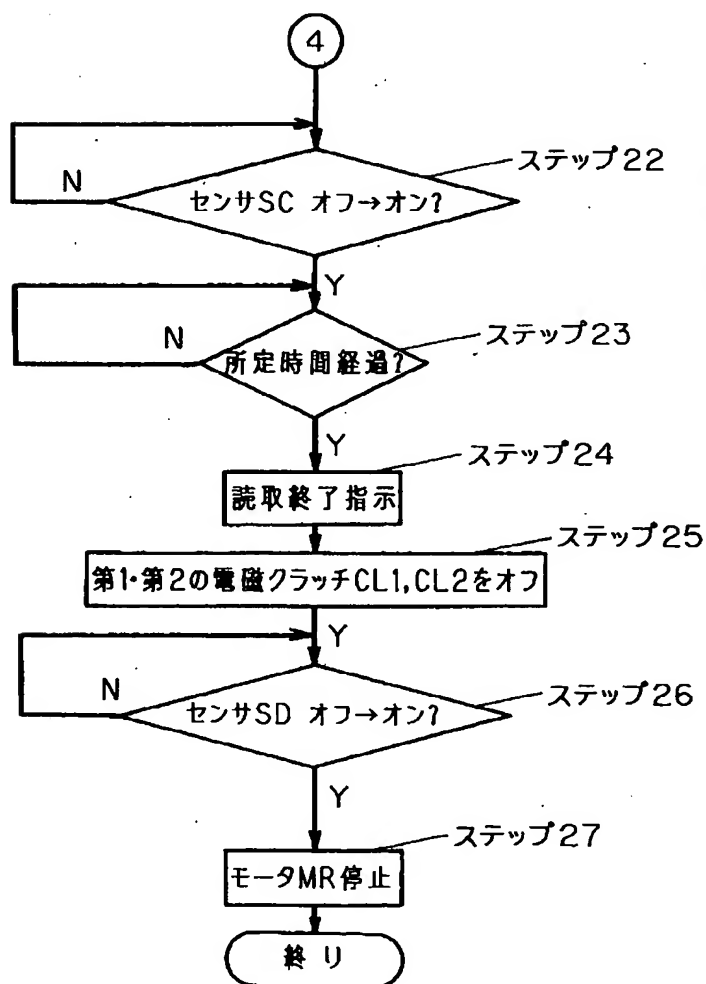 4
ステップ22
N
センサSC オフ→オン?
Y
ステップ23
N
所定時間経過?
Y
ステップ24
読取終了指示
ステップ25
第1・第2の電磁クラッチCL1,CL2をオフ
Y
N
ステップ26
センサSD オフ→オン?
Y
ステップ27
モータMR停止
終り